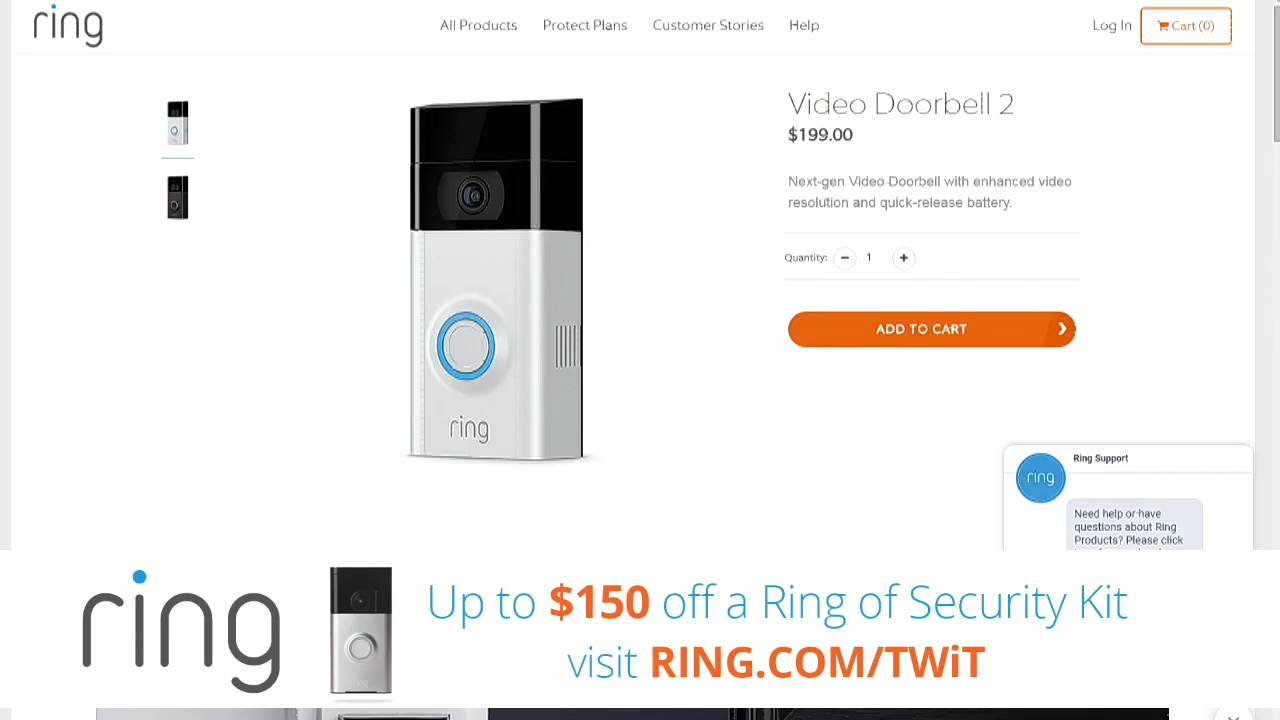 ring
All Products Protect Plans Customer Stories Help
Log In Cart (0)
Video Doorbell 2
$199.00
Next-gen Video Doorbell with enhanced video
resolution and quick-release battery.
Quantity: − 1 +
ADD TO CART
ring
Ring Support
ring
Need help or have
questions about Ring
Products? Please click
ring
Up to $150 off a Ring of Security Kit
visit RING.COM/TWiT